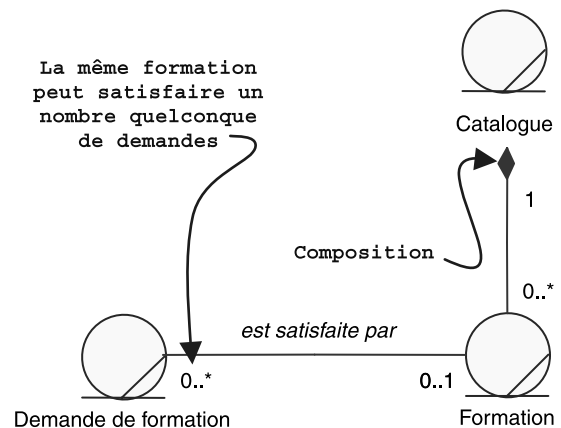 La même formation
peut satisfaire un
nombre quelconque
de demandes
Catalogue
1
Composition
0..*
est satisfaite par
0..*
0..1
Demande de formation
Formation